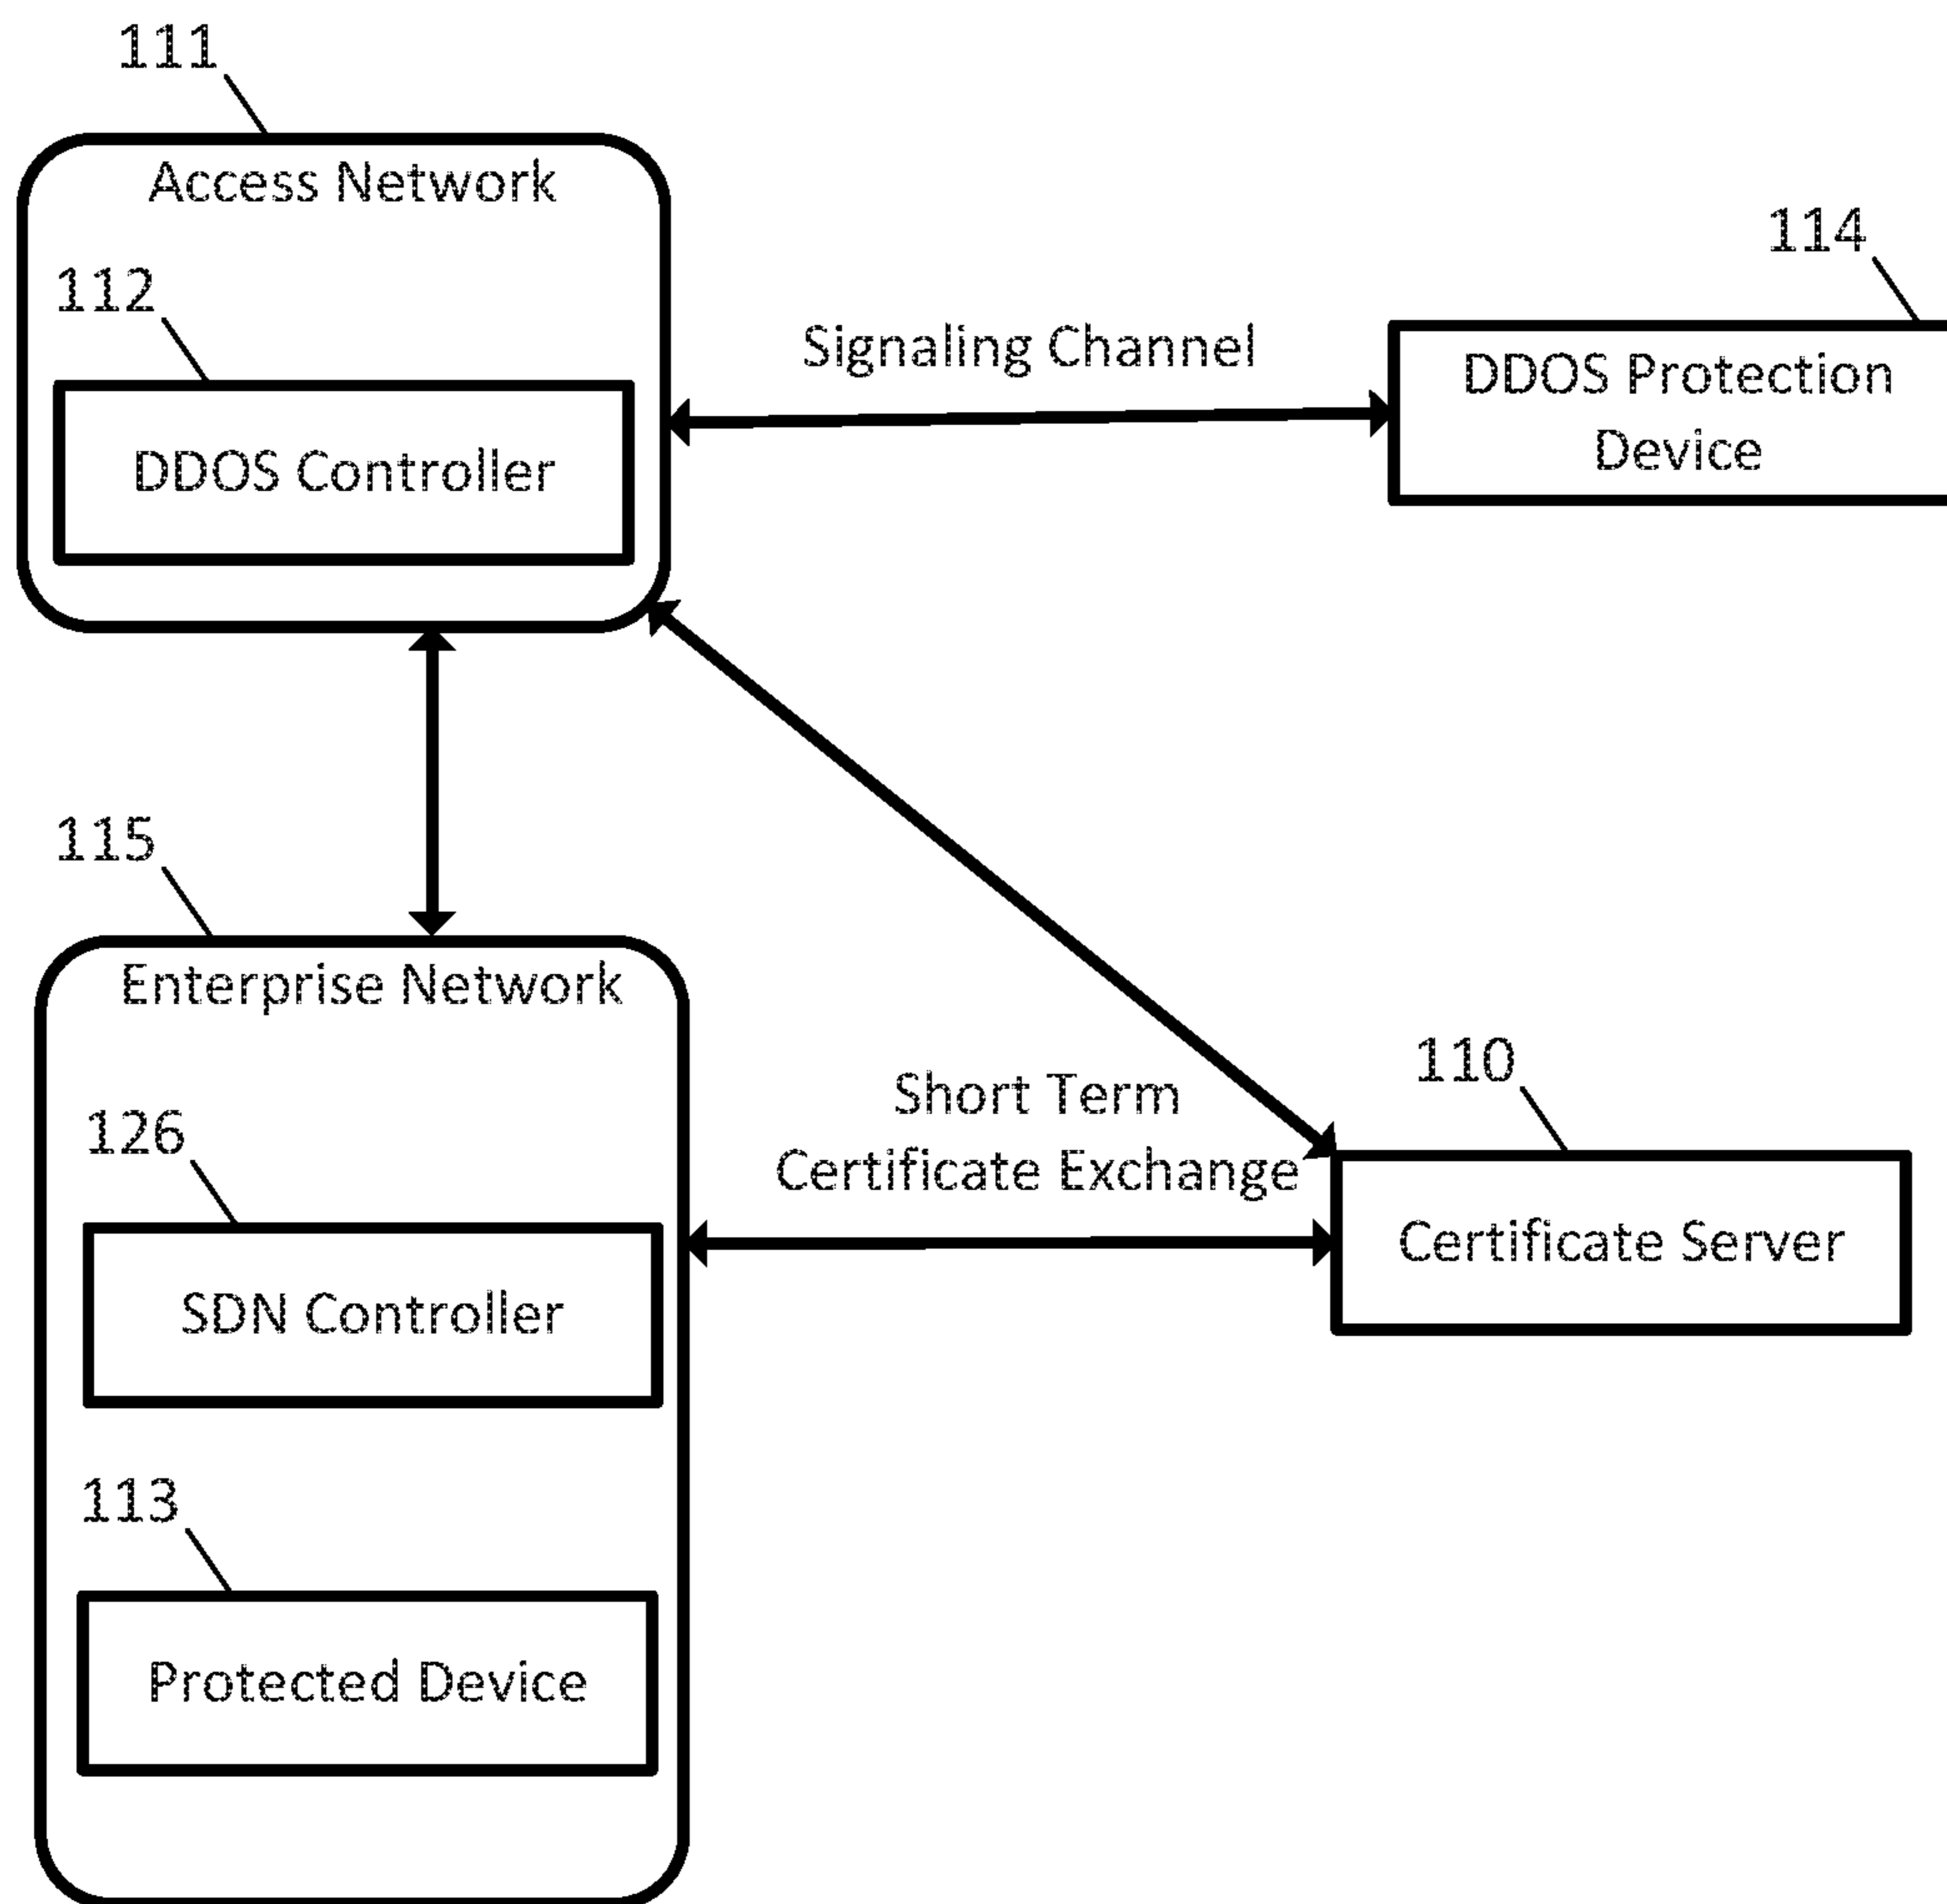 111
Access Network
112
DDOS Controller
Signaling Channel
114
DDOS Protection
Device
115
Enterprise Network
126
SDN Controller
113
Protected Device
Short Term
Certificate Exchange
110
Certificate Server